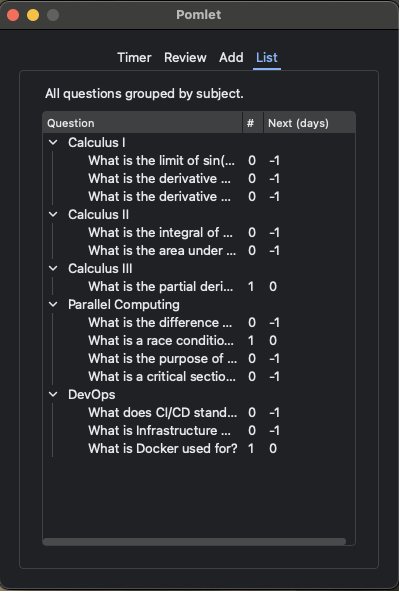 Pomlet
Timer Review Add List
All questions grouped by subject.
Question # Next (days)
Calculus I
What is the limit of sin(... 0 -1
What is the derivative ... 0 -1
What is the derivative ... 0 -1
Calculus II
What is the integral of ... 0 -1
What is the area under ... 0 -1
Calculus III
What is the partial deri... 1 0
Parallel Computing
What is the difference ... 0 -1
What is a race conditio... 1 0
What is the purpose of ... 0 -1
What is a critical sectio... 0 -1
DevOps
What does CI/CD stand... 0 -1
What is Infrastructure ... 0 -1
What is Docker used for? 1 0